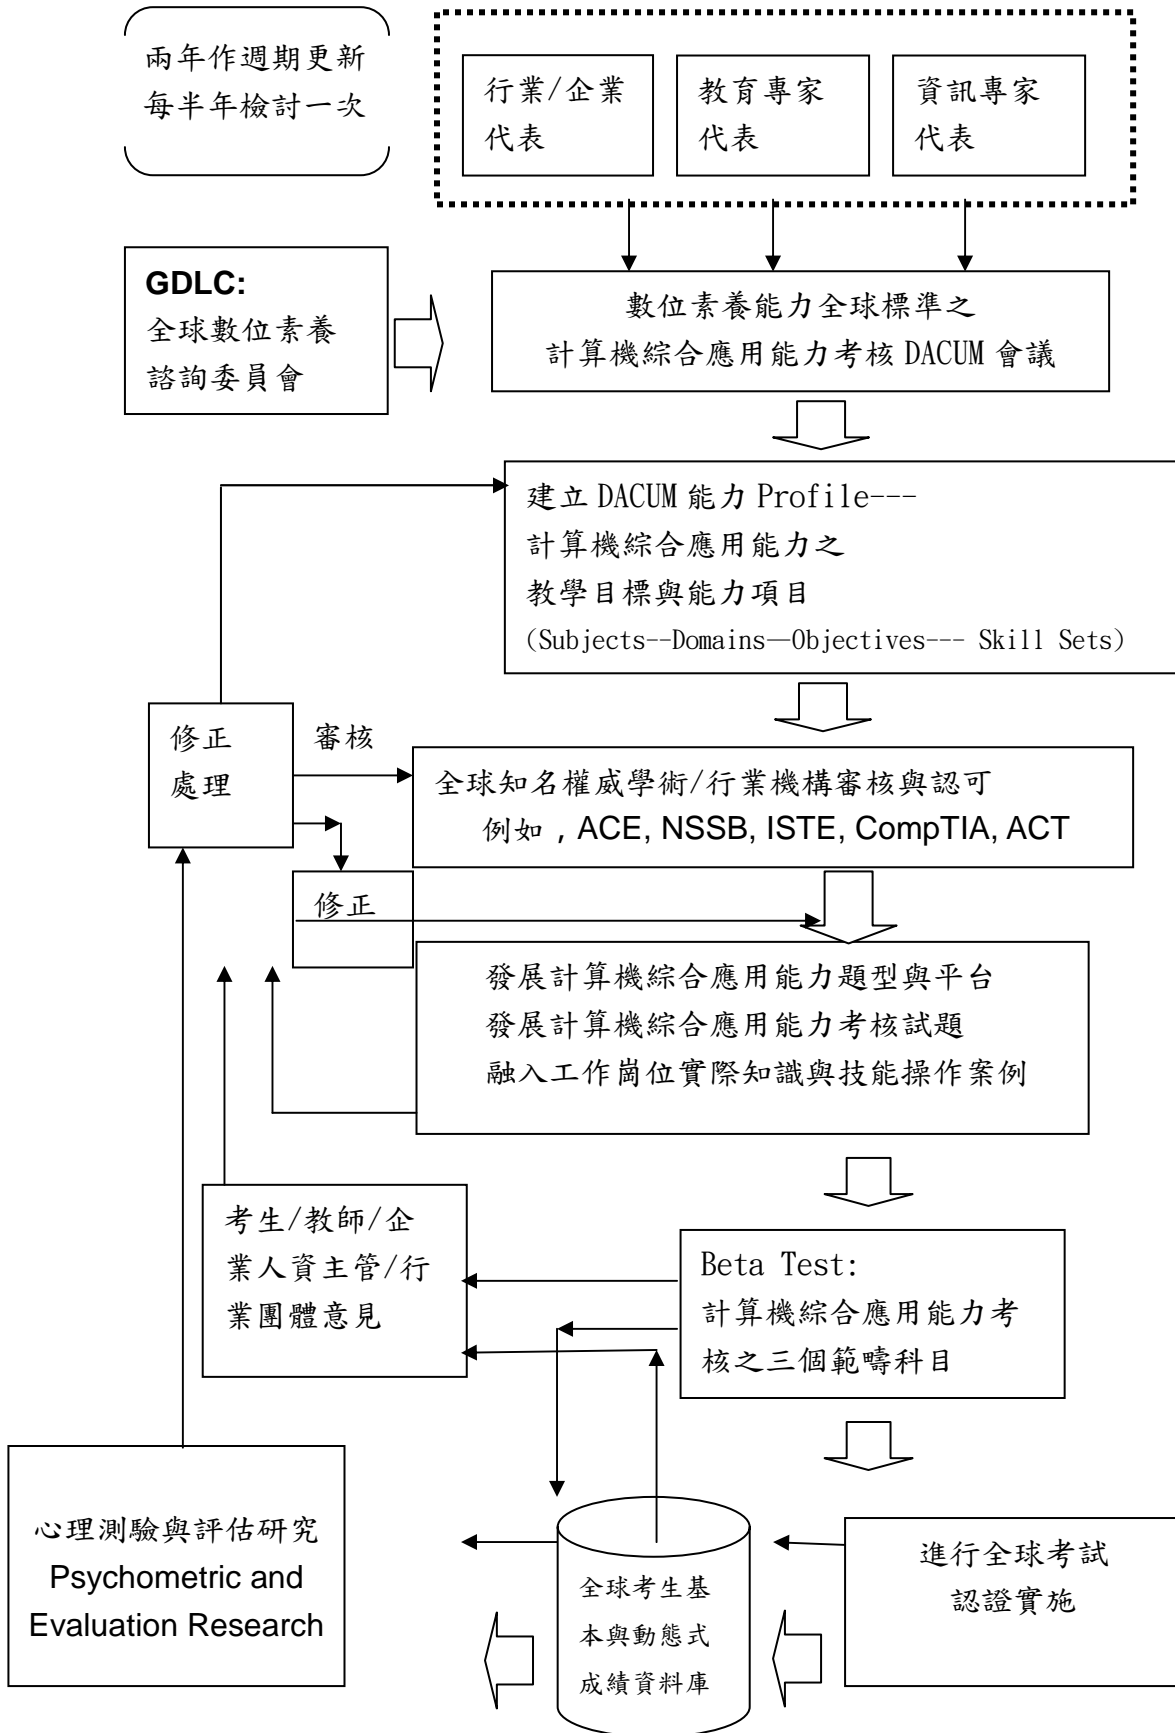 兩年作週期更新
每半年檢討一次
行業/企業
代表
教育專家
代表
資訊專家
代表
GDLC:
全球數位素養
諮詢委員會
數位素養能力全球標準之
計算機綜合應用能力考核 DACUM 會議
建立 DACUM 能力 Profile---
計算機綜合應用能力之
教學目標與能力項目
(Subjects--Domains—Objectives--- Skill Sets)
修正
處理
審核
全球知名權威學術/行業機構審核與認可
例如，ACE, NSSB, ISTE, CompTIA, ACT
修正
發展計算機綜合應用能力題型與平台
發展計算機綜合應用能力考核試題
融入工作崗位實際知識與技能操作案例
考生/教師/企
業人資主管/行
業團體意見
Beta Test:
計算機綜合應用能力考
核之三個範疇科目
心理測驗與評估研究
Psychometric and
Evaluation Research
全球考生基
本與動態式
成績資料庫
進行全球考試
認證實施